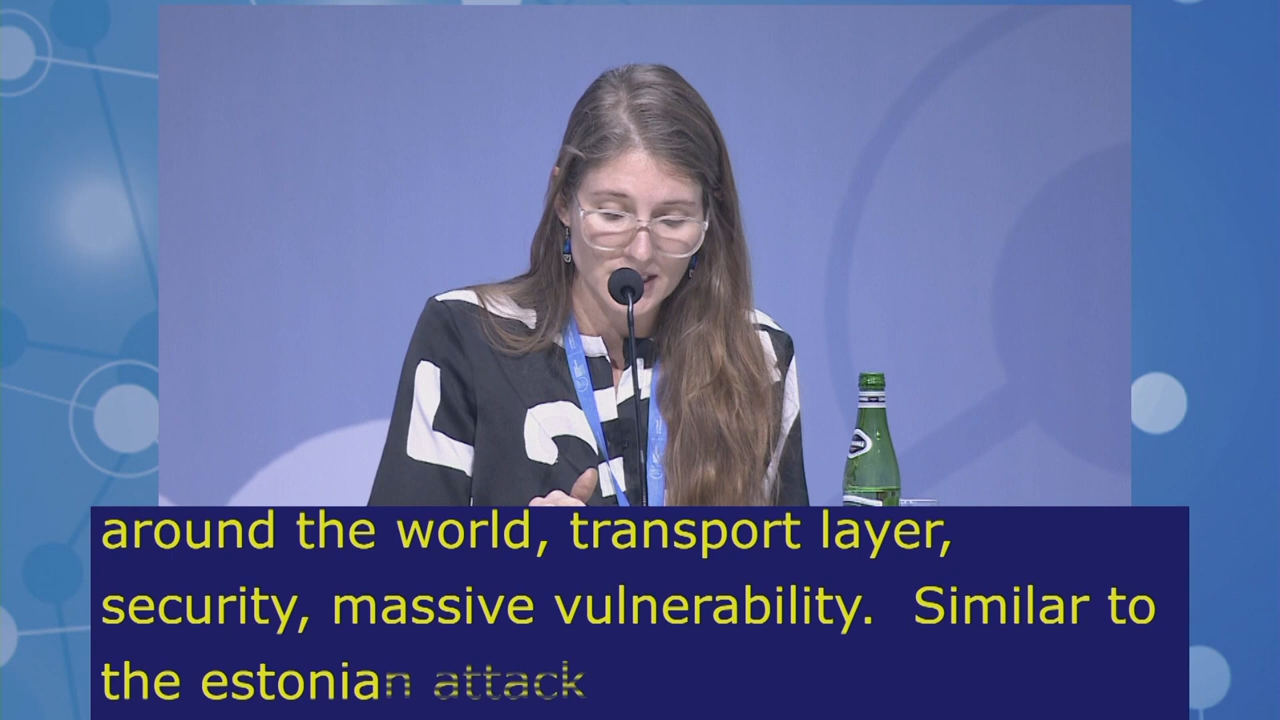 around the world, transport layer,
security, massive vulnerability.  Similar to
the estonian attack